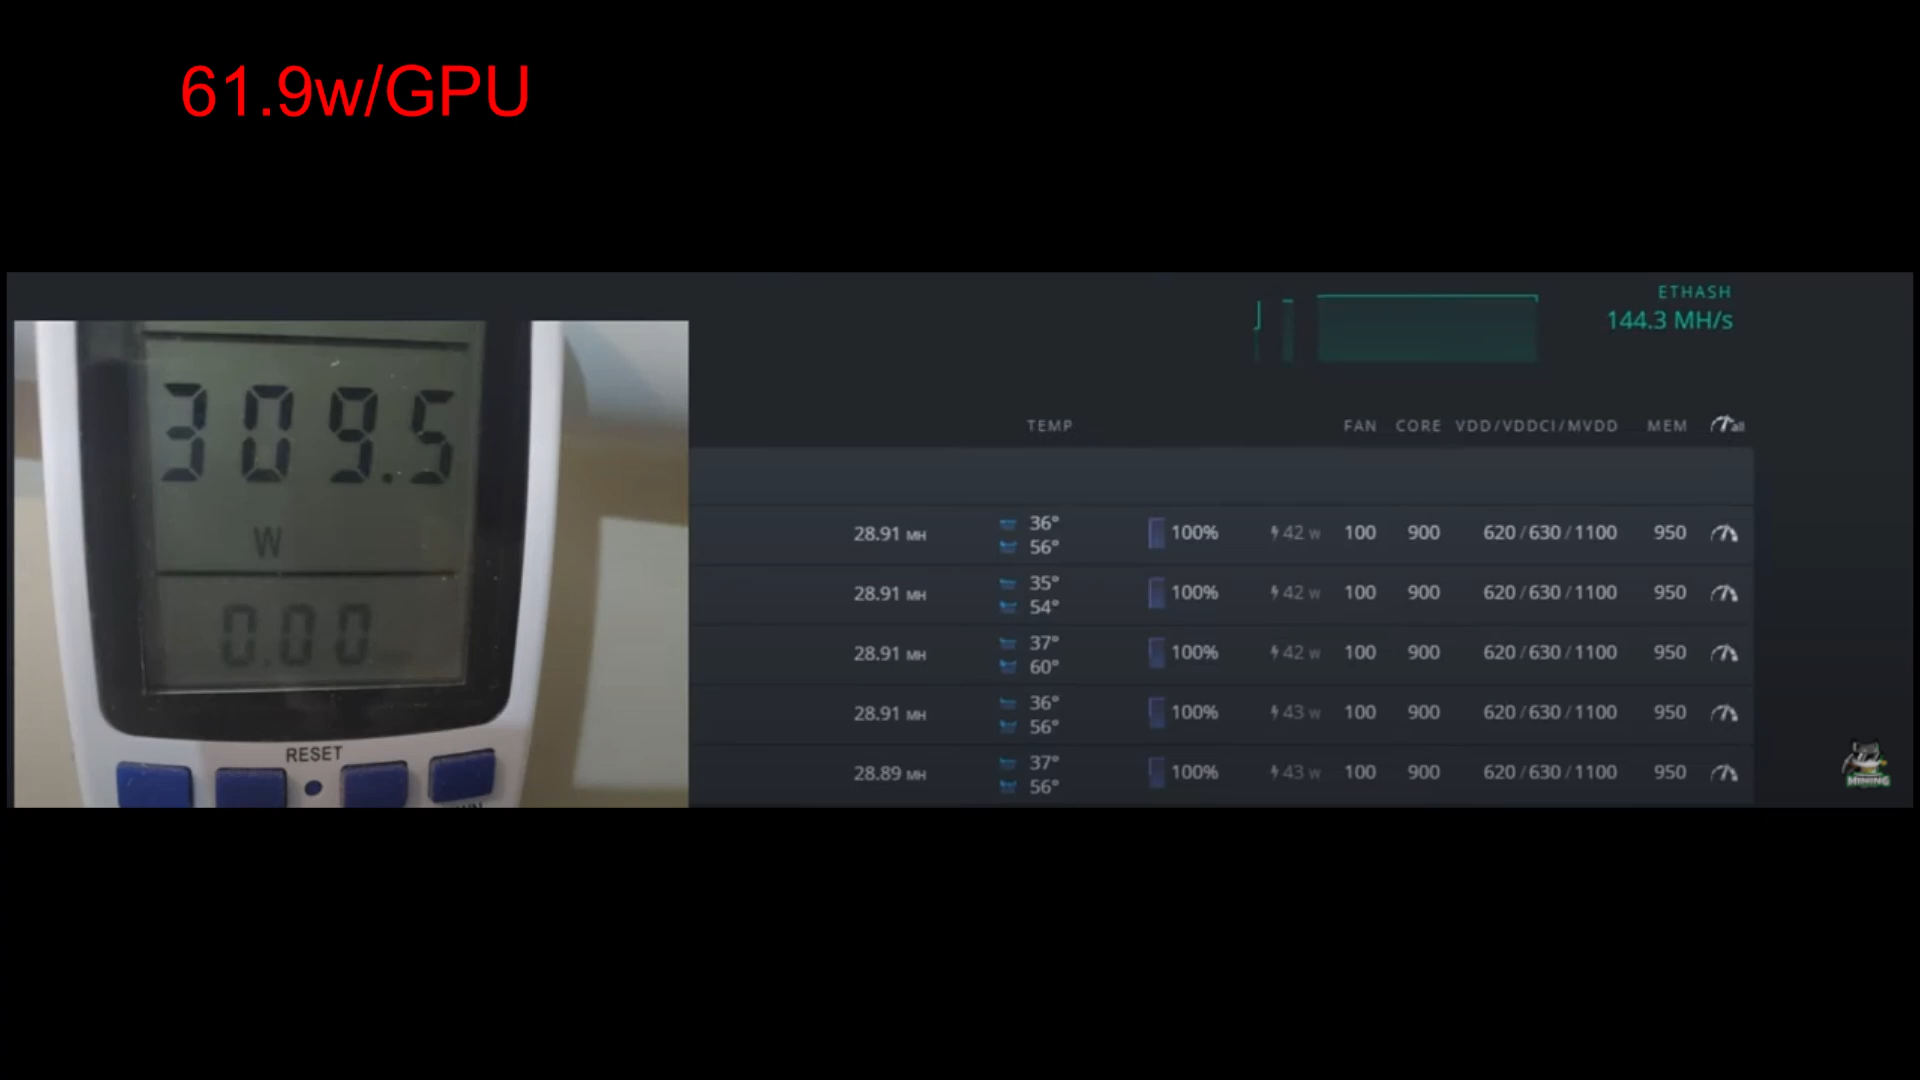 61.9w/GPU
ETHASH
144.3 MH/s
309.5
W
0.00
RESET
TEMP FAN CORE VDD/VDDCI/MVDD MEM all
28.91 MH 36° 56° 100% 42 W 100 900 620/630/1100 950
28.91 MH 35° 54° 100% 42 W 100 900 620/630/1100 950
28.91 MH 37° 60° 100% 42 W 100 900 620/630/1100 950
28.91 MH 36° 56° 100% 43 W 100 900 620/630/1100 950
28.89 MH 37° 56° 100% 43 W 100 900 620/630/1100 950
MINING